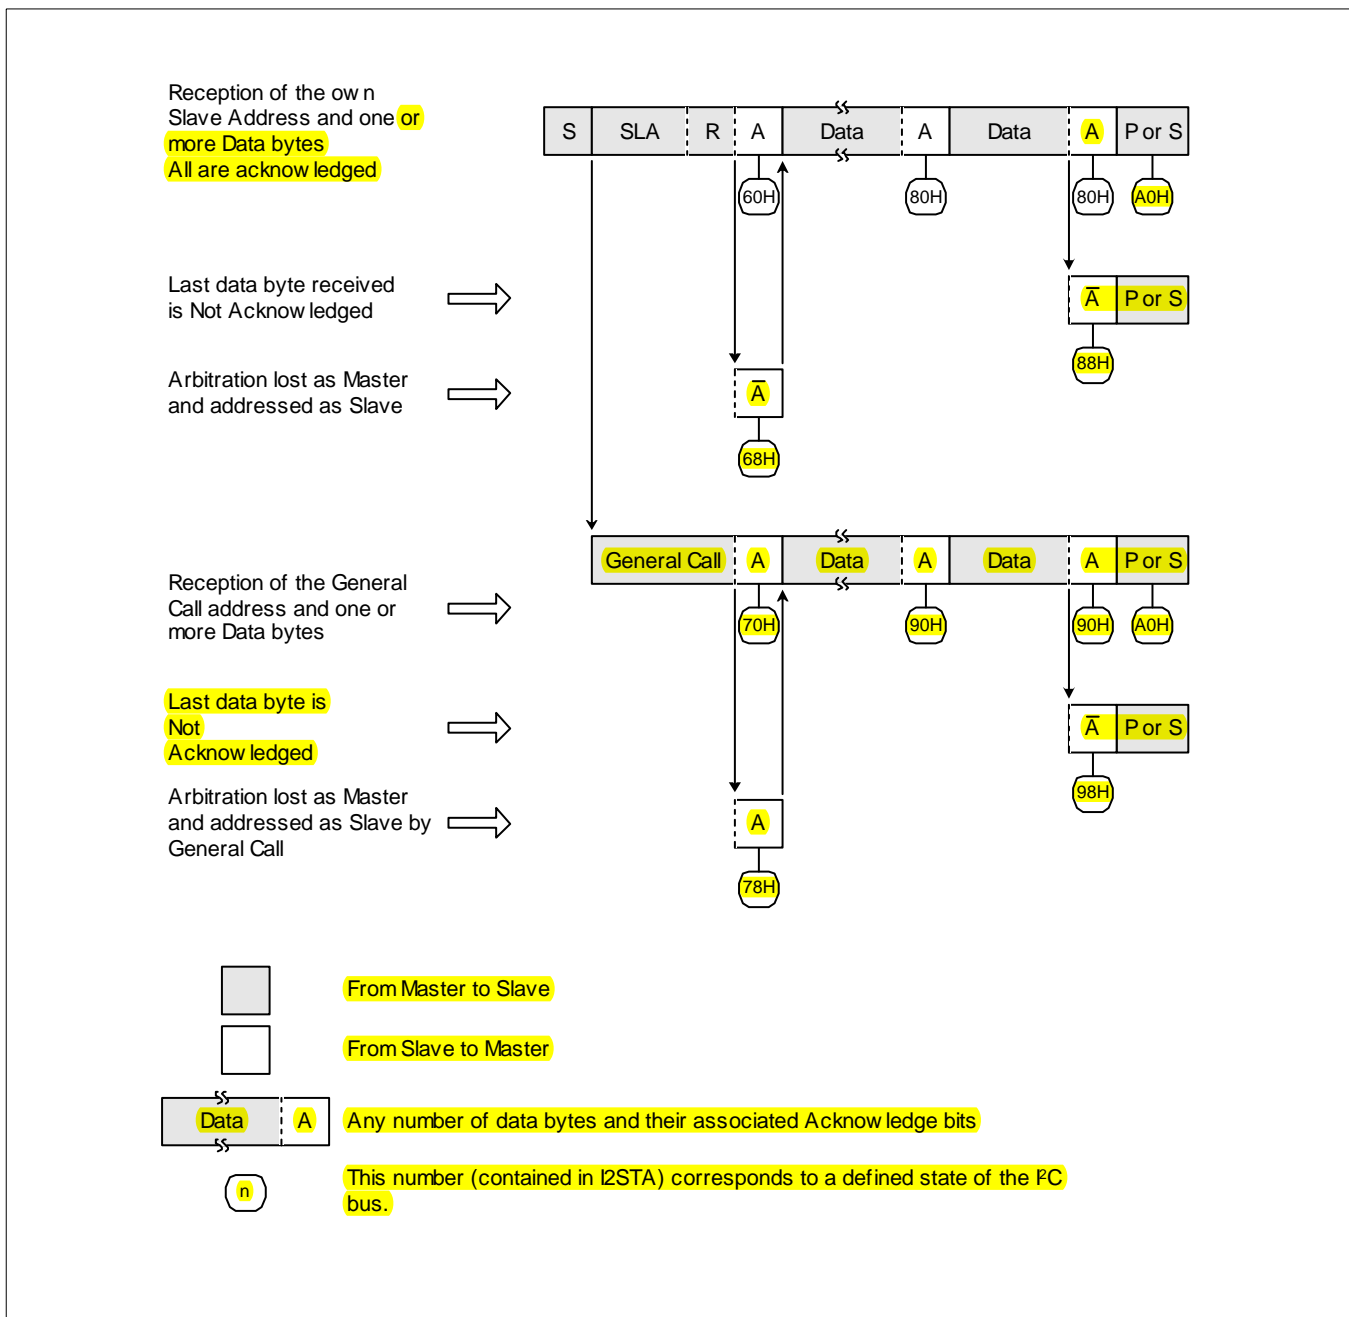 Reception of the own
Slave Address and one or
more Data bytes
All are acknowledged
S SLA R A Data A Data A P or S
60H 80H 80H A0H
Last data byte received
is Not Acknowledged
A̅ P or S
88H
Arbitration lost as Master
and addressed as Slave
A̅
68H
General Call A Data A Data A P or S
70H 90H 90H A0H
Reception of the General
Call address and one or
more Data bytes
Last data byte is
Not
Acknowledged
A̅ P or S
98H
Arbitration lost as Master
and addressed as Slave by
General Call
A
78H
From Master to Slave
From Slave to Master
Data A Any number of data bytes and their associated Acknowledge bits
n This number (contained in I2STA) corresponds to a defined state of the I²C
bus.